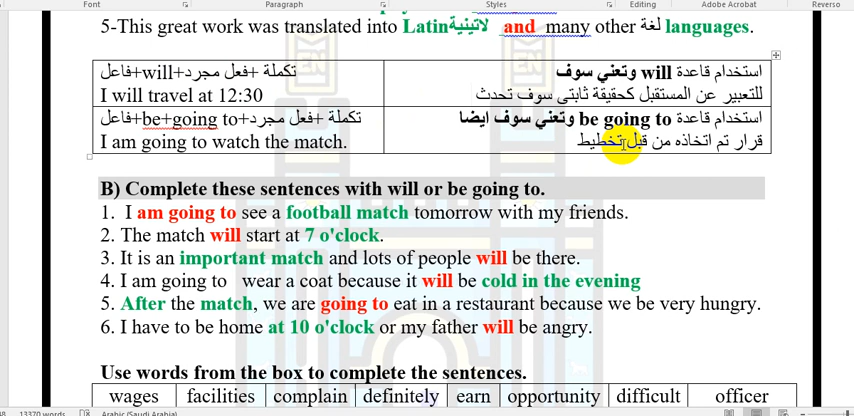 Font Paragraph Styles Editing Adobe Acrobat Reverso
5-This great work was translated into Latin لاتينية and many other لغة languages.
فاعل+will+تكملة +فعل مجرد
I will travel at 12:30
استخدام قاعدة will وتعني سوف
للتعبير عن المستقبل كحقيقة ثابتى سوف تحدث
فاعل+be+going to+تكملة +فعل مجرد
I am going to watch the match.
استخدام قاعدة be going to وتعني سوف ايضا
قرار تم اتخاذه من قبل تخطيط
B) Complete these sentences with will or be going to.
1. I am going to see a football match tomorrow with my friends.
2. The match will start at 7 o'clock.
3. It is an important match and lots of people will be there.
4. I am going to wear a coat because it will be cold in the evening
5. After the match, we are going to eat in a restaurant because we be very hungry.
6. I have to be home at 10 o'clock or my father will be angry.
Use words from the box to complete the sentences.
wages facilities complain definitely earn opportunity difficult officer
13370 words Arabic (Saudi Arabia)